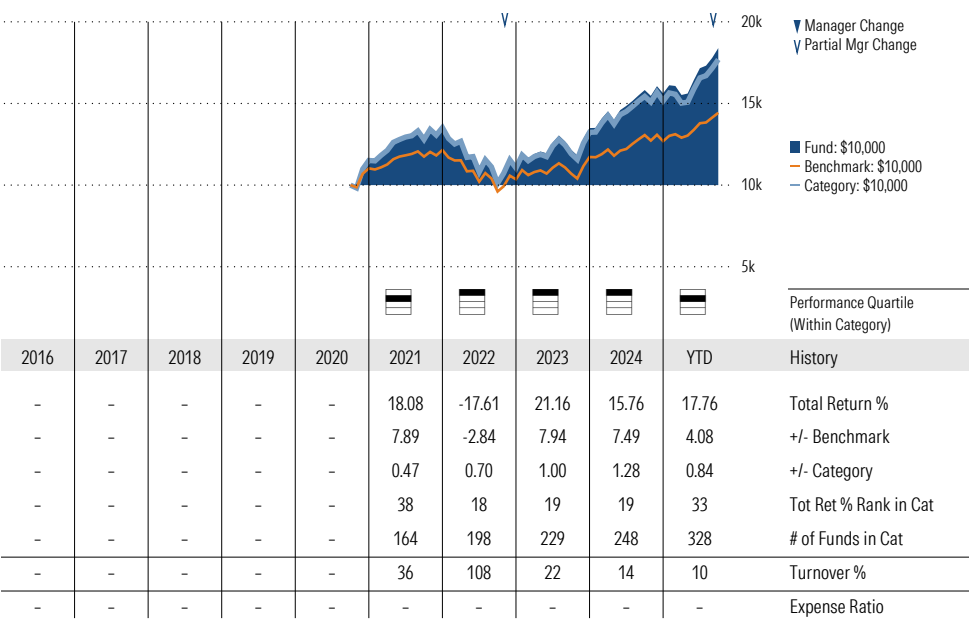 20k
Manager Change
Partial Mgr Change
15k
Fund: $10,000
Benchmark: $10,000
10k
Category: $10,000
5k
Performance Quartile
(Within Category)
2016 2017 2018 2019 2020 2021 2022 2023 2024 YTD History
– – – – – 18.08 -17.61 21.16 15.76 17.76 Total Return %
– – – – – 7.89 -2.84 7.94 7.49 4.08 +/- Benchmark
– – – – – 0.47 0.70 1.00 1.28 0.84 +/- Category
– – – – – 38 18 19 19 33 Tot Ret % Rank in Cat
– – – – – 164 198 229 248 328 # of Funds in Cat
– – – – – 36 108 22 14 10 Turnover %
– – – – – – – – – – Expense Ratio